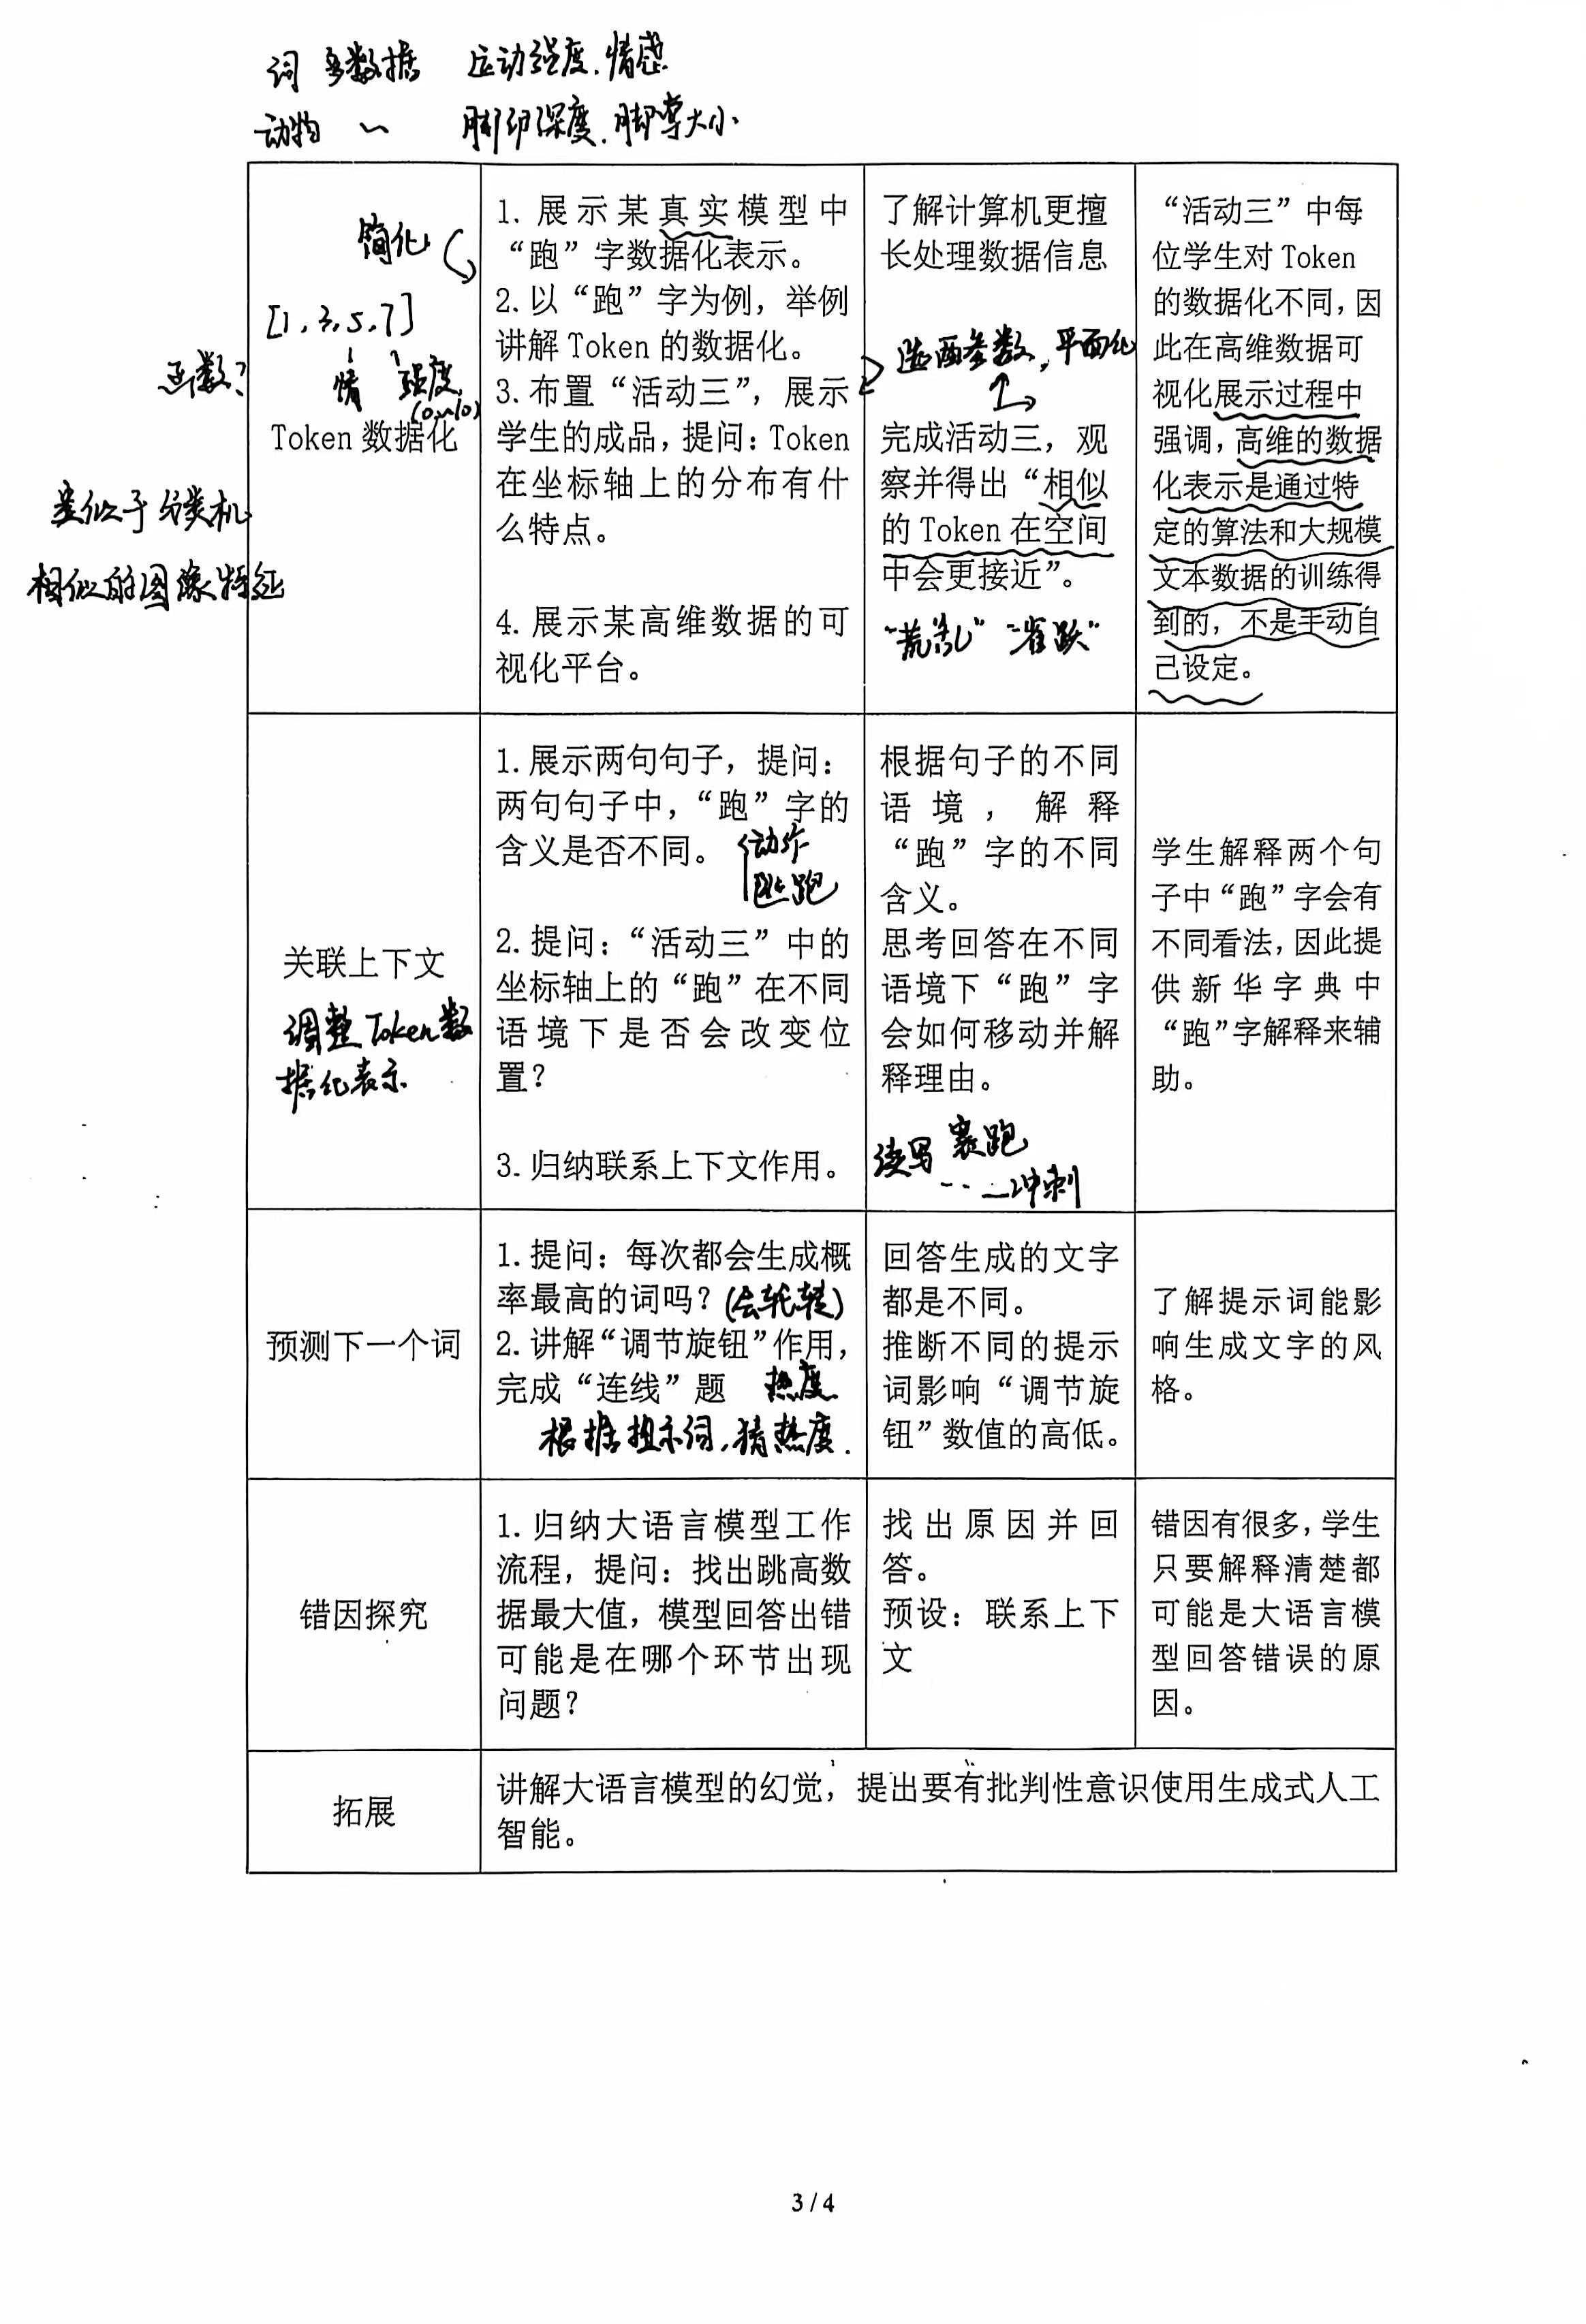 词 多数据 运动强度.情感
动物 ~ 脚印深度.脚掌大小
简化
[1,3,5,7]
函数?
情 强度
(0~10)
Token 数据化
类似于分类机
相似的图像特征
1. 展示某真实模型中
“跑”字数据化表示。
2. 以“跑”字为例，举例
讲解 Token 的数据化。
3. 布置“活动三”，展示
学生的成品，提问：Token
在坐标轴上的分布有什
么特点。
4. 展示某高维数据的可
视化平台。
了解计算机更擅
长处理数据信息
选两参数,平面化
完成活动三，观
察并得出“相似
的 Token 在空间
中会更接近”。
“慌乱” “雀跃”
“活动三”中每
位学生对 Token
的数据化不同，因
此在高维数据可
视化展示过程中
强调，高维的数据
化表示是通过特
定的算法和大规模
文本数据的训练得
到的，不是手动自
己设定。
关联上下文
调整Token数
据化表示
1. 展示两句句子，提问：
两句句子中，“跑”字的
含义是否不同。
动作
逃跑
2. 提问：“活动三”中的
坐标轴上的“跑”在不同
语境下是否会改变位
置？
3. 归纳联系上下文作用。
根据句子的不同
语境，解释
“跑”字的不同
含义。
思考回答在不同
语境下“跑”字
会如何移动并解
释理由。
读写
跑
冲刺
学生解释两个句
子中“跑”字会有
不同看法，因此提
供新华字典中
“跑”字解释来辅
助。
预测下一个词
1. 提问：每次都会生成概
率最高的词吗？(会轮转)
2. 讲解“调节旋钮”作用，
完成“连线”题 热度
根据提示词,猜热度.
回答生成的文字
都是不同。
推断不同的提示
词影响“调节旋
钮”数值的高低。
了解提示词能影
响生成文字的风
格。
错因探究
1. 归纳大语言模型工作
流程，提问：找出跳高数
据最大值，模型回答出错
可能是在哪个环节出现
问题？
找出原因并回
答。
预设：联系上下
文
错因有很多，学生
只要解释清楚都
可能是大语言模
型回答错误的原
因。
拓展
讲解大语言模型的幻觉，提出要有批判性意识使用生成式人工
智能。
3 / 4